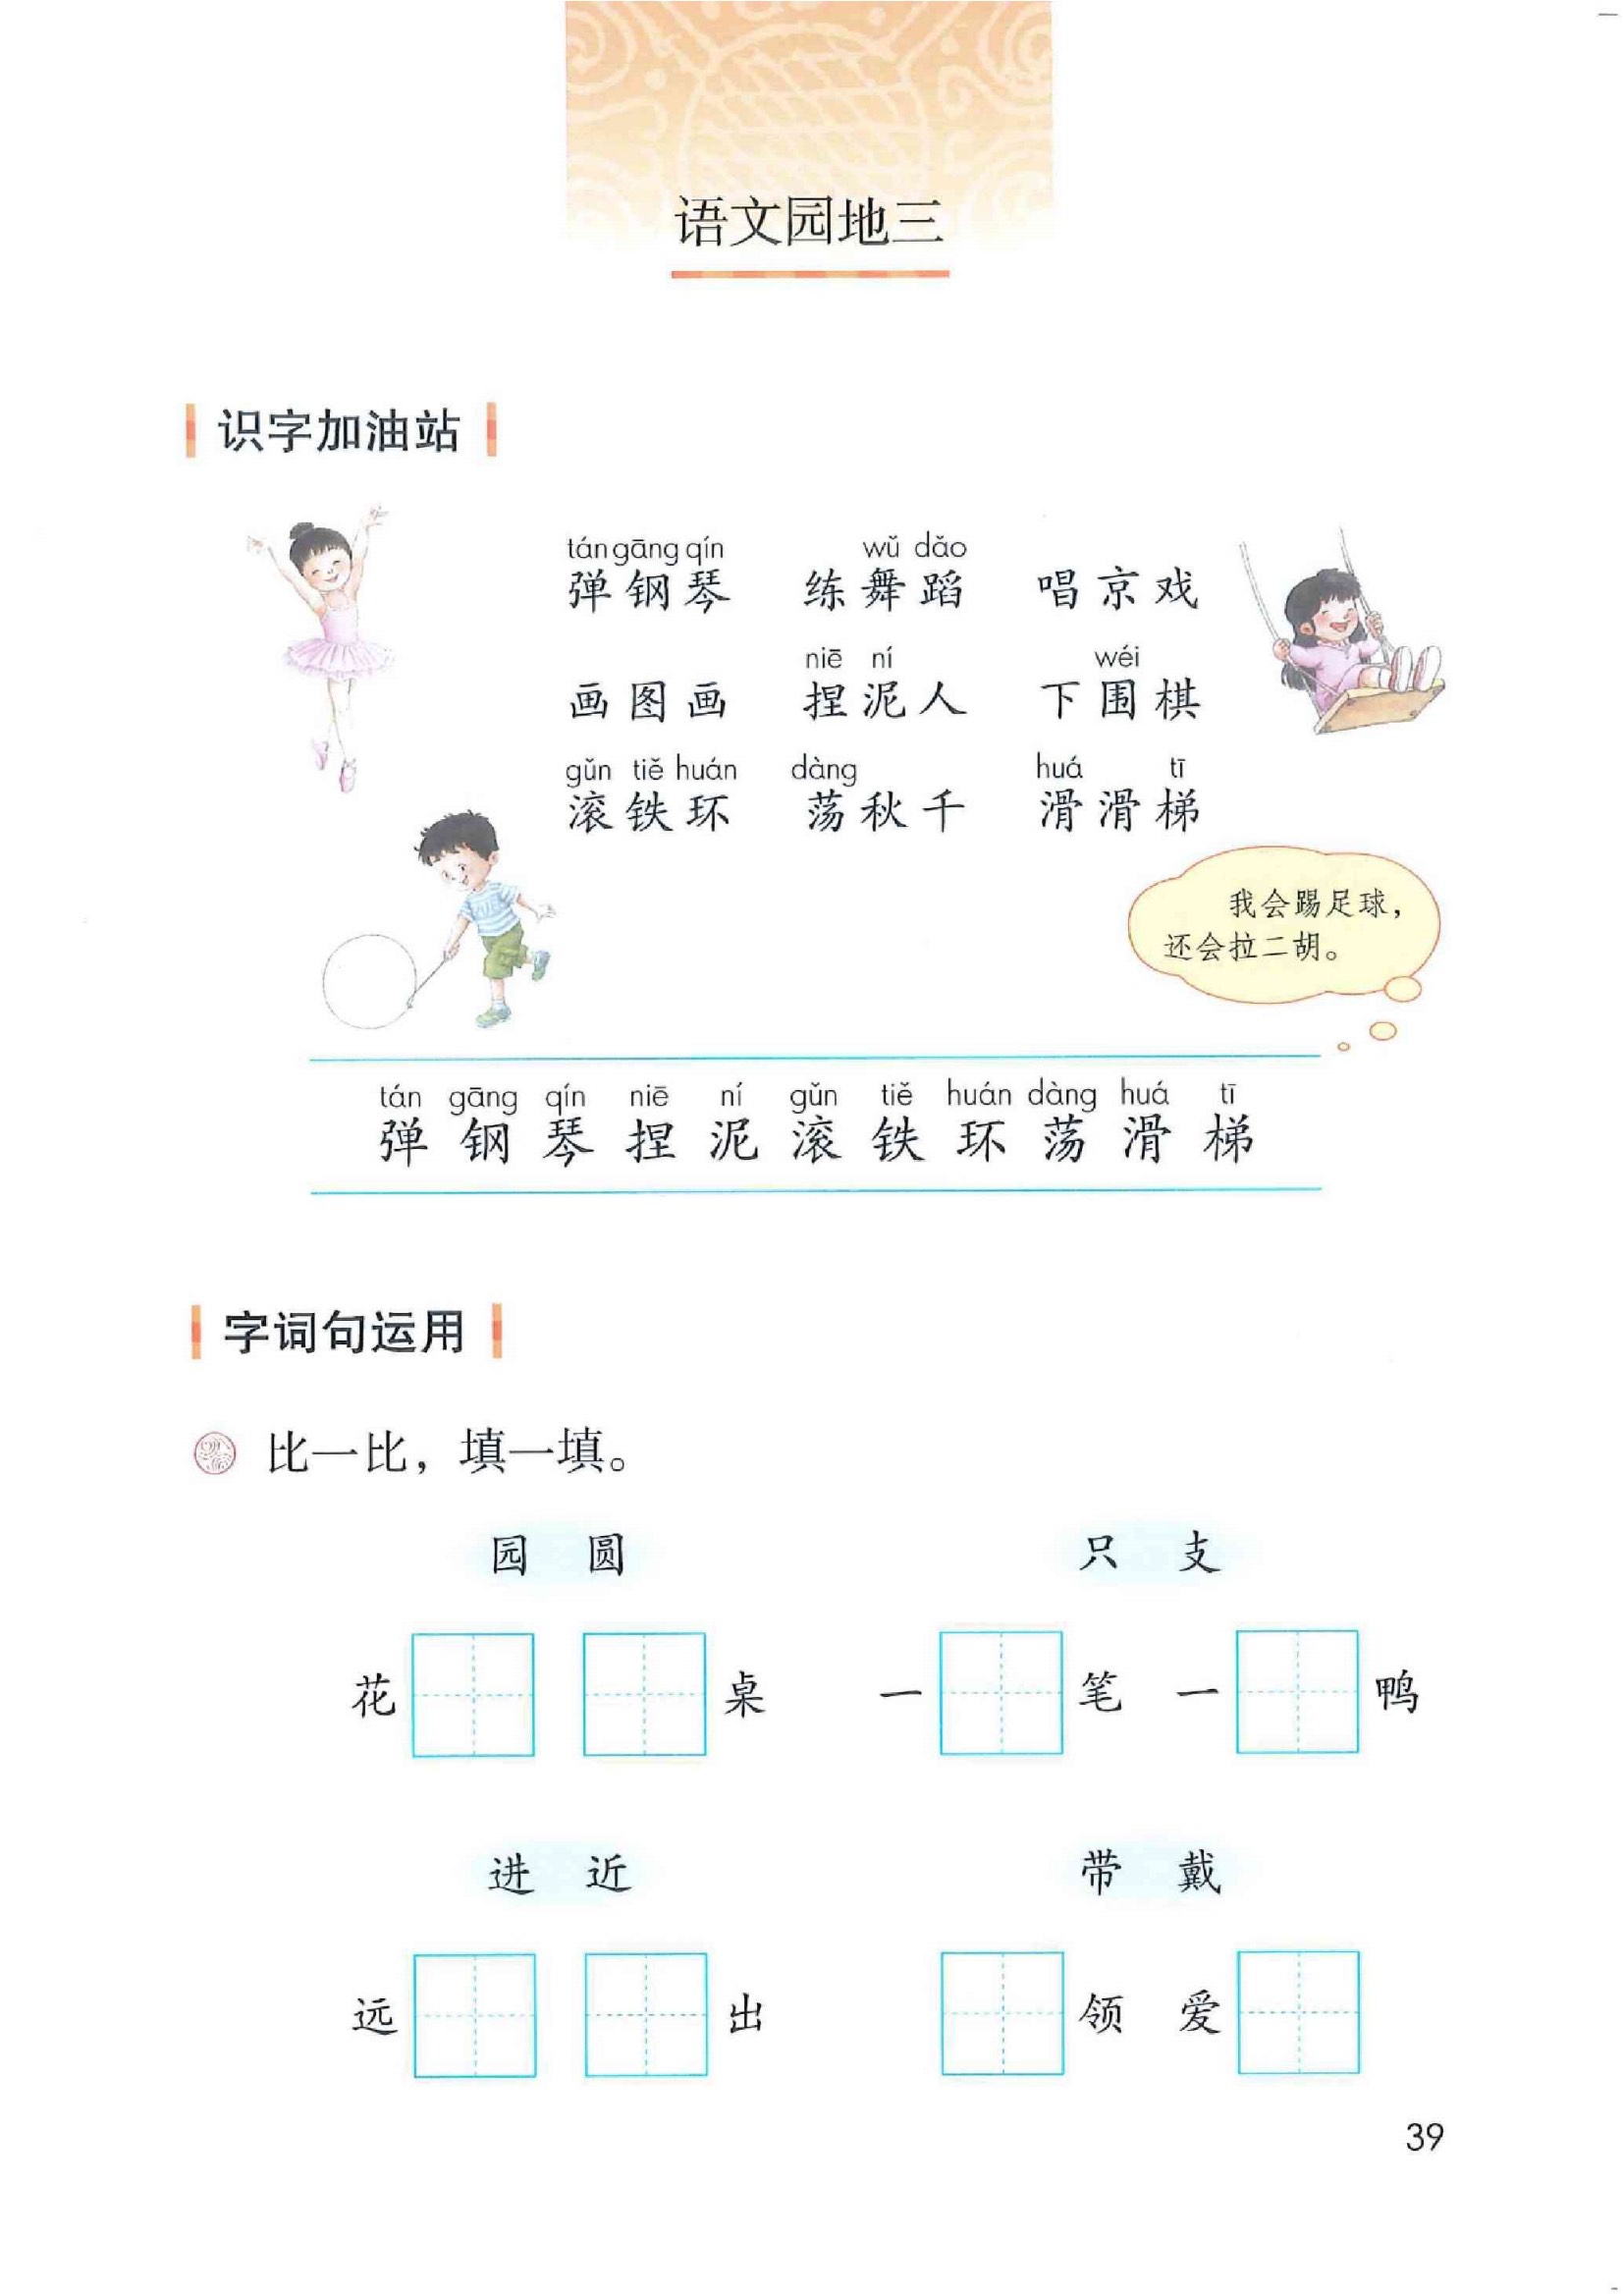 语文园地三
识字加油站
tán gāng qín wǔ dǎo
弹钢琴 练舞蹈 唱京戏
niē ní wéi
画图画 捏泥人 下围棋
gǔn tiě huán dàng huá tī
滚铁环 荡秋千 滑滑梯
我会踢足球，
还会拉二胡。
tán gāng qín niē ní gǔn tiě huán dàng huá tī
弹 钢 琴 捏 泥 滚 铁 环 荡 滑 梯
字词句运用
比一比，填一填。
园 圆 只 支
花 桌 一 笔 一 鸭
进 近 带 戴
远 出 领 爱
39